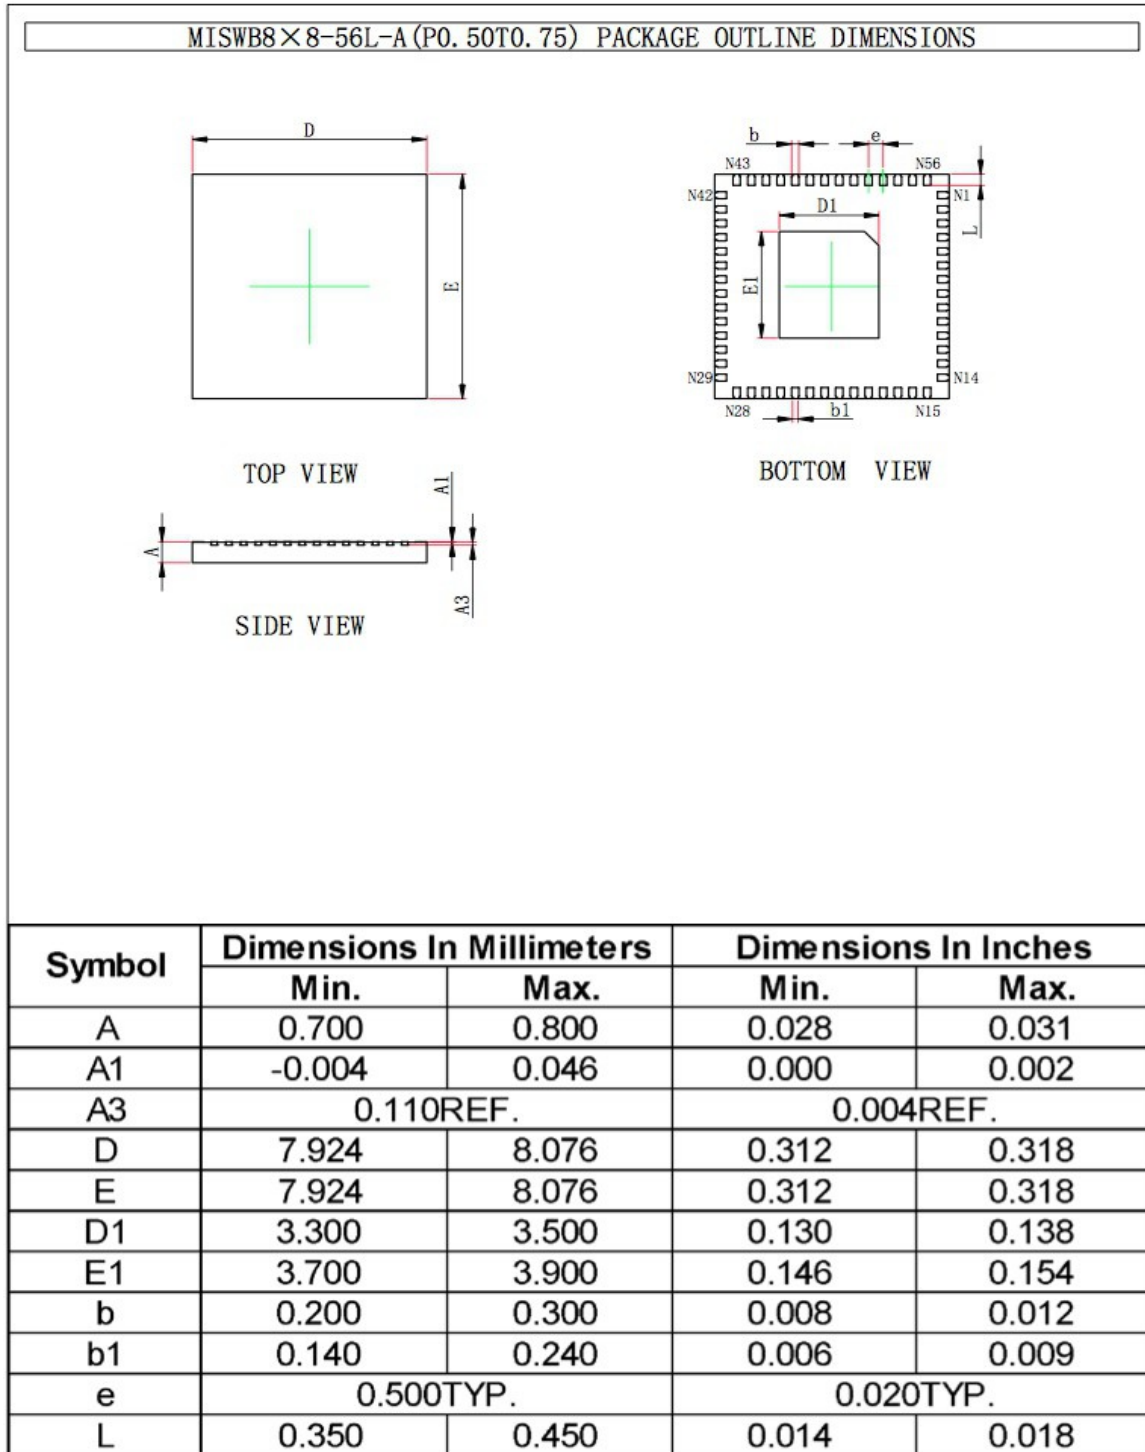 MISWB8×8-56L-A(P0.50T0.75) PACKAGE OUTLINE DIMENSIONS
D
E
TOP VIEW
b
e
N43
N56
N42
N1
D1
L
E1
N29
N14
N28
b1
N15
BOTTOM VIEW
A1
A
A3
SIDE VIEW
Symbol Dimensions In Millimeters Dimensions In Inches
Min. Max. Min. Max.
A 0.700 0.800 0.028 0.031
A1 -0.004 0.046 0.000 0.002
A3 0.110REF. 0.004REF.
D 7.924 8.076 0.312 0.318
E 7.924 8.076 0.312 0.318
D1 3.300 3.500 0.130 0.138
E1 3.700 3.900 0.146 0.154
b 0.200 0.300 0.008 0.012
b1 0.140 0.240 0.006 0.009
e 0.500TYP. 0.020TYP.
L 0.350 0.450 0.014 0.018